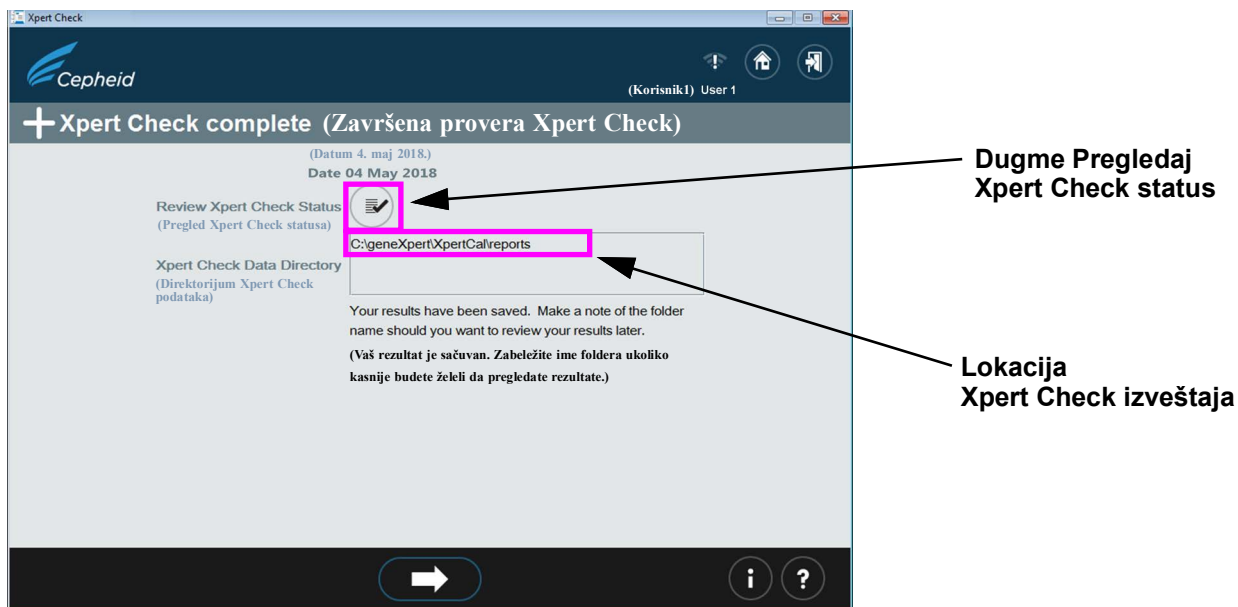 Xpert Check
Cepheid
(Korisnik1) User 1
Xpert Check complete (Završena provera Xpert Check)
(Datum 4. maj 2018.)
Date 04 May 2018
Dugme Pregledaj
Xpert Check status
Review Xpert Check Status
(Pregled Xpert Check statusa)
C:\geneXpert\XpertCal\reports
Xpert Check Data Directory
(Direktorijum Xpert Check
podataka)
Your results have been saved. Make a note of the folder
name should you want to review your results later.
(Vaš rezultat je sačuvan. Zabeležite ime foldera ukoliko
kasnije budete želeli da pregledate rezultate.)
Lokacija
Xpert Check izveštaja
i ?